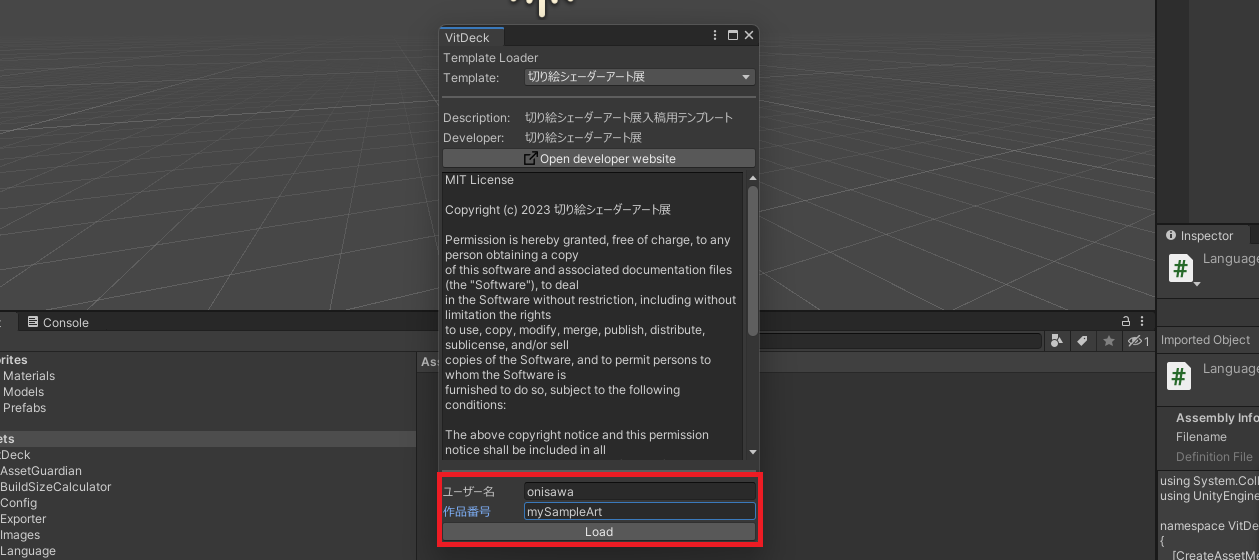 VitDeck
Template Loader
Template: 切り絵シェーダーアート展
Description: 切り絵シェーダーアート展入稿用テンプレート
Developer: 切り絵シェーダーアート展
Open developer website
MIT License
Copyright (c) 2023 切り絵シェーダーアート展
Permission is hereby granted, free of charge, to any
person obtaining a copy
of this software and associated documentation files
(the "Software"), to deal
in the Software without restriction, including without
limitation the rights
to use, copy, modify, merge, publish, distribute,
sublicense, and/or sell
copies of the Software, and to permit persons to
whom the Software is
furnished to do so, subject to the following
conditions:
The above copyright notice and this permission
notice shall be included in all
ユーザー名 onisawa
作品番号 mySampleArt
Load
Console
rites
Materials
Models
Prefabs
ets
tDeck
AssetGuardian
BuildSizeCalculator
Config
Exporter
Images
Language
Ass
1
Inspector
Language
#
Imported Object
Language
#
Assembly Info
Filename
Definition File
using System.Coll
using UnityEngine
namespace VitDe
{
[CreateAssetMe